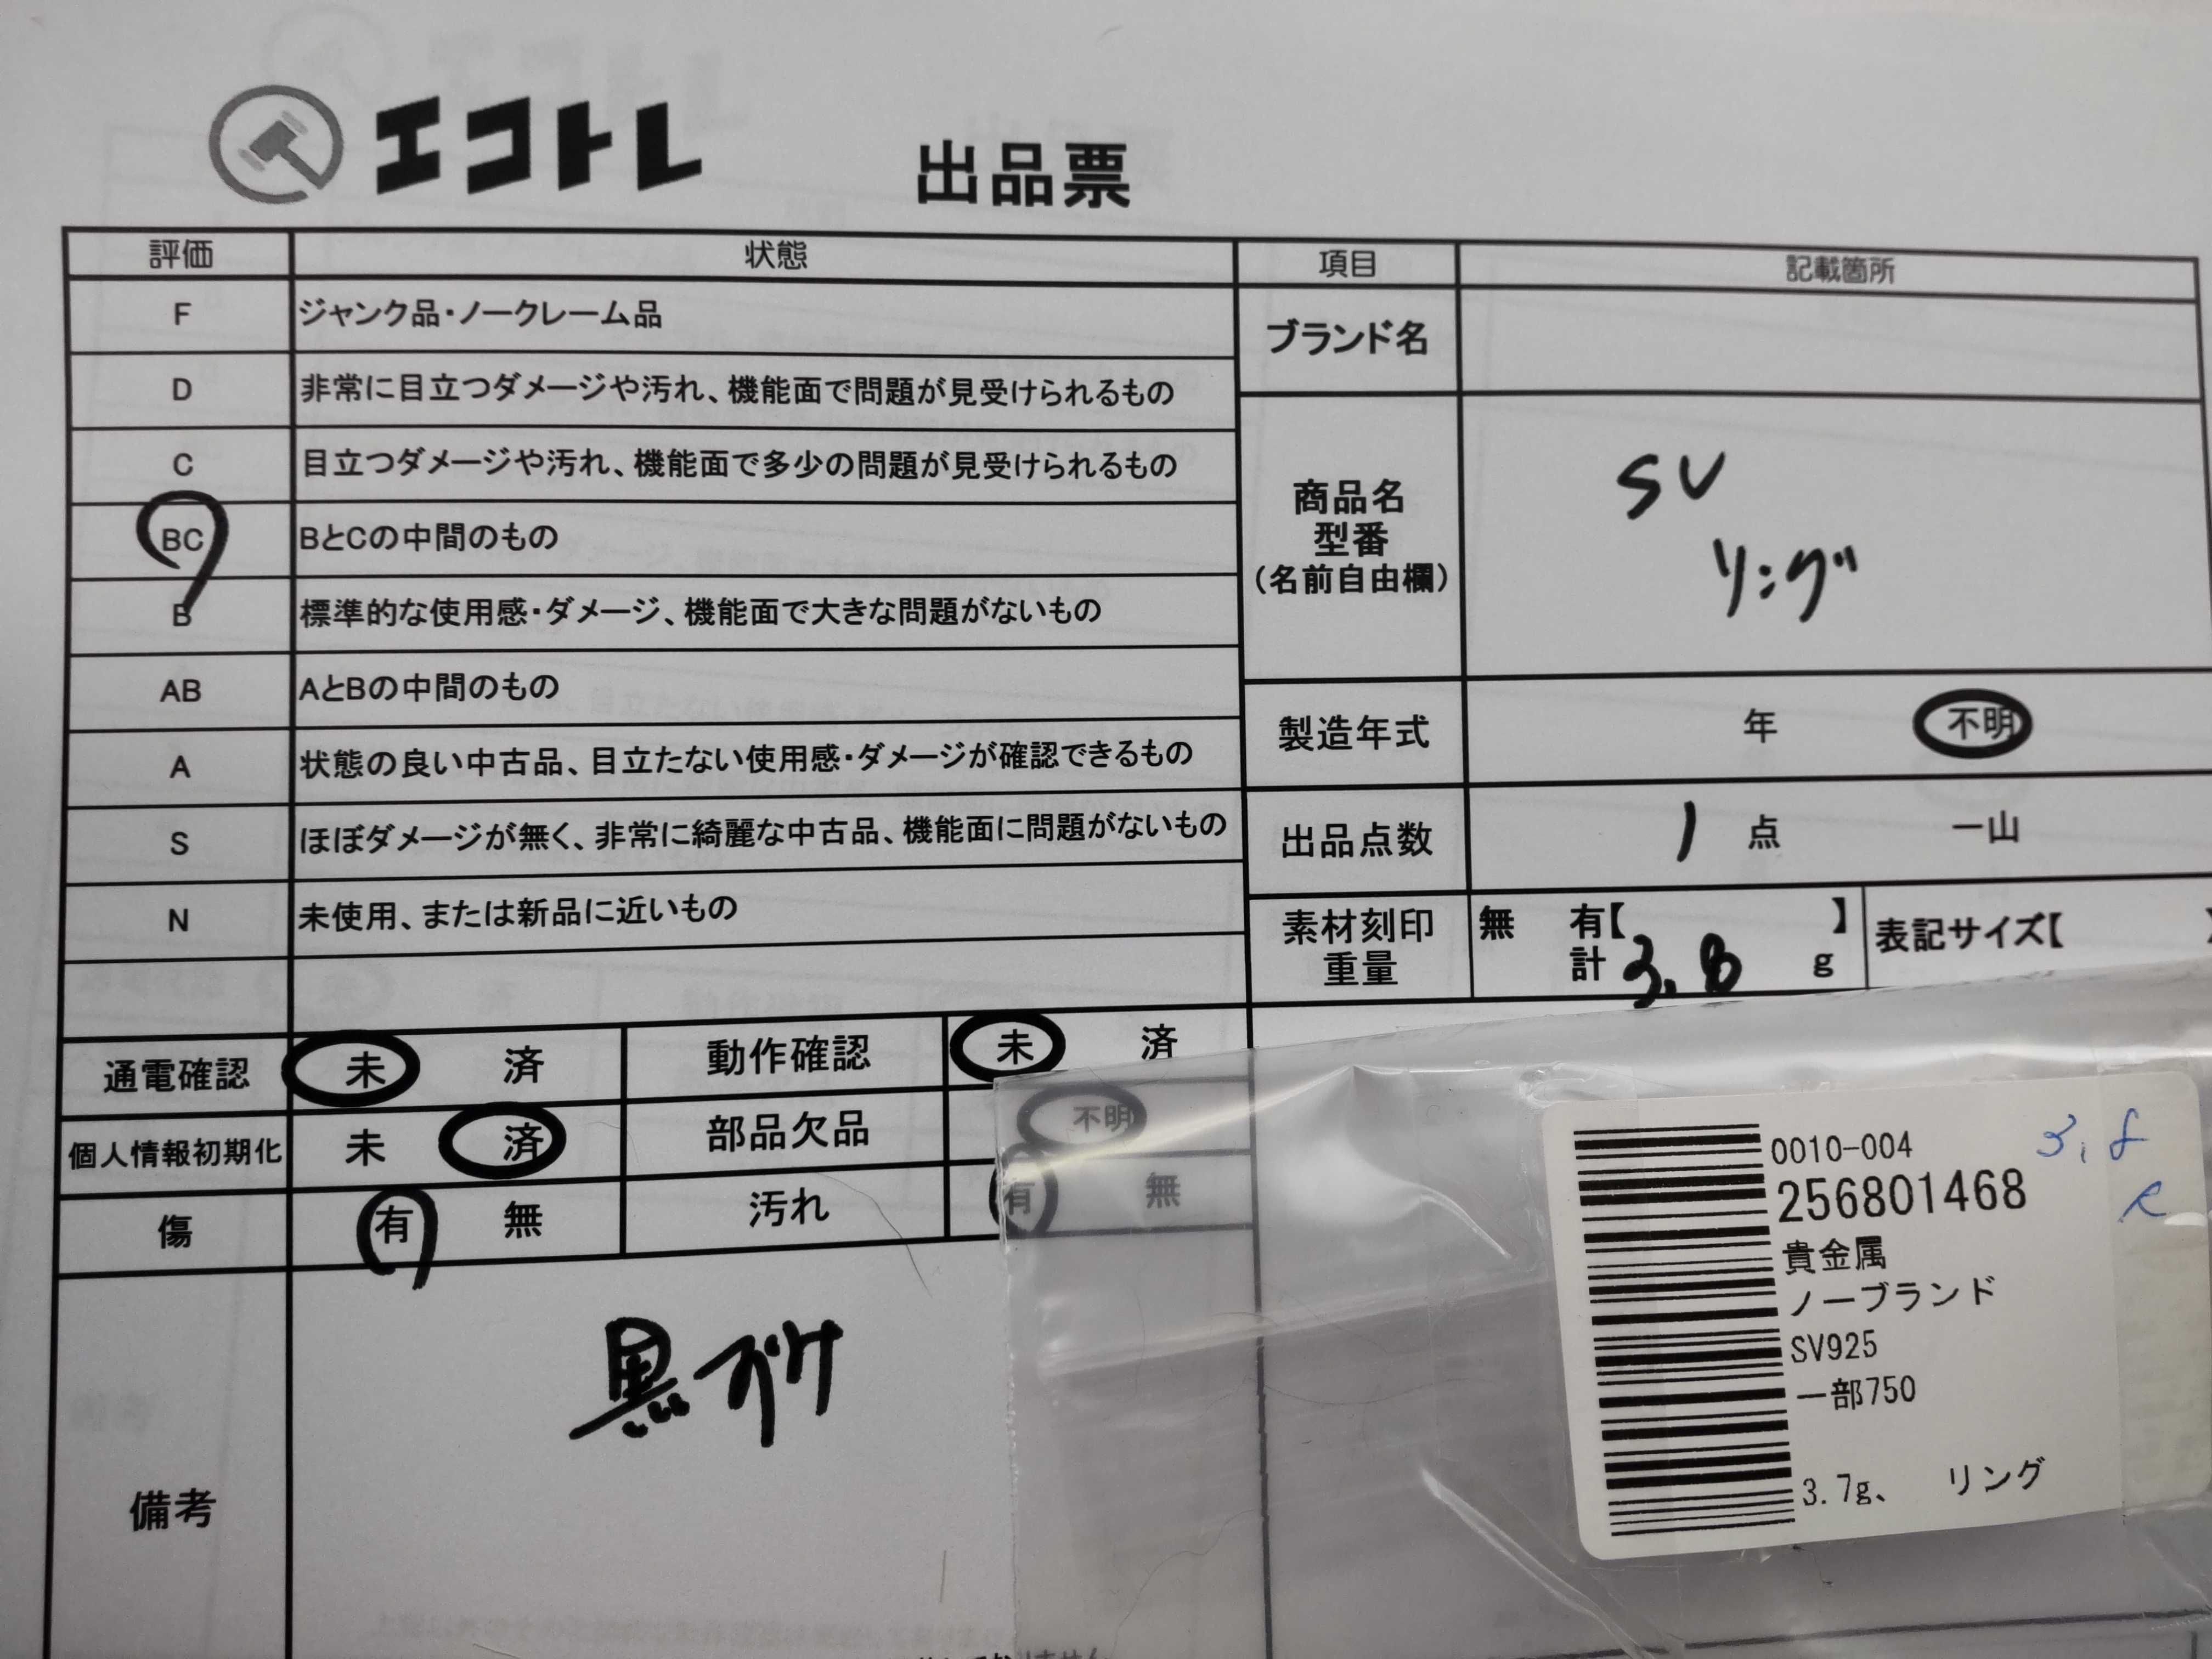 エコトレ
出品票
評価 状態
F ジャンク品・ノークレーム品
D 非常に目立つダメージや汚れ、機能面で問題が見受けられるもの
C 目立つダメージや汚れ、機能面で多少の問題が見受けられるもの
BC BとCの中間のもの
B 標準的な使用感・ダメージ、機能面で大きな問題がないもの
AB AとBの中間のもの
A 状態の良い中古品、目立たない使用感・ダメージが確認できるもの
S ほぼダメージが無く、非常に綺麗な中古品、機能面に問題がないもの
N 未使用、または新品に近いもの
通電確認 未 済 動作確認 未 済
個人情報初期化 未 済 部品欠品 不明
傷 有 無 汚れ 有 無
備考
黒ズケ
項目 記載箇所
ブランド名
商品名
型番
(名前自由欄)
SV
リング
製造年式 年 不明
出品点数 1 点 一山
素材刻印 無 有【 】 表記サイズ【 】
重量 計 3.8 g
0010-004
256801468
貴金属
ノーブランド
SV925
一部750
3.7g、 リング
3.8